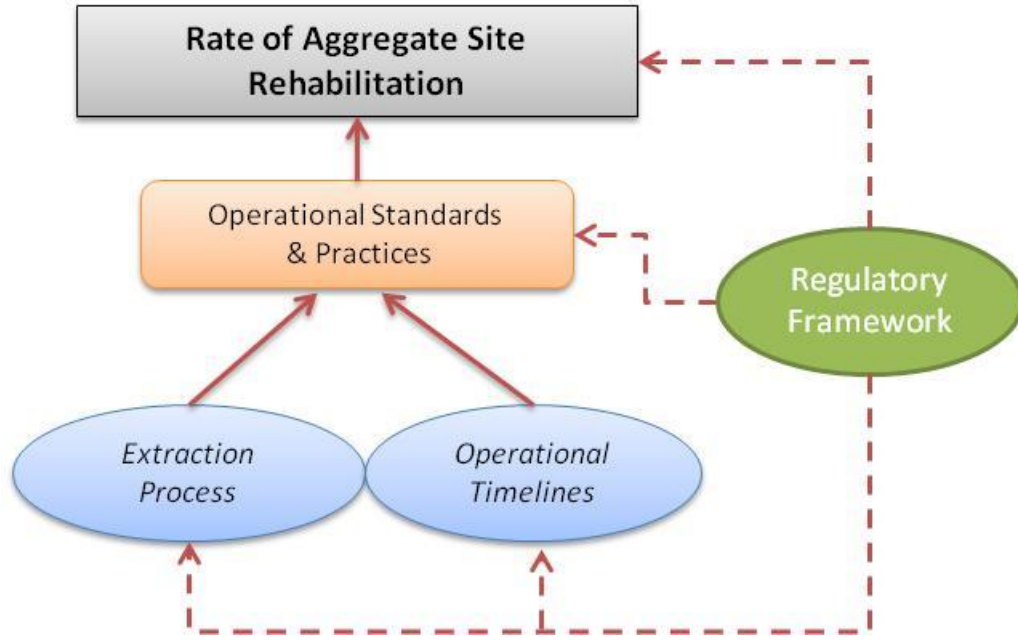 Rate of Aggregate Site
Rehabilitation
Operational Standards
& Practices
Regulatory
Framework
Extraction
Process
Operational
Timelines